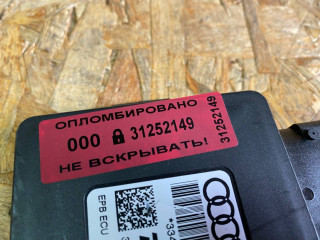 ОПЛОМБИРОВАНО
000 31252149
НЕ ВСКРЫВАТЬ!
31252149
EPB ECU